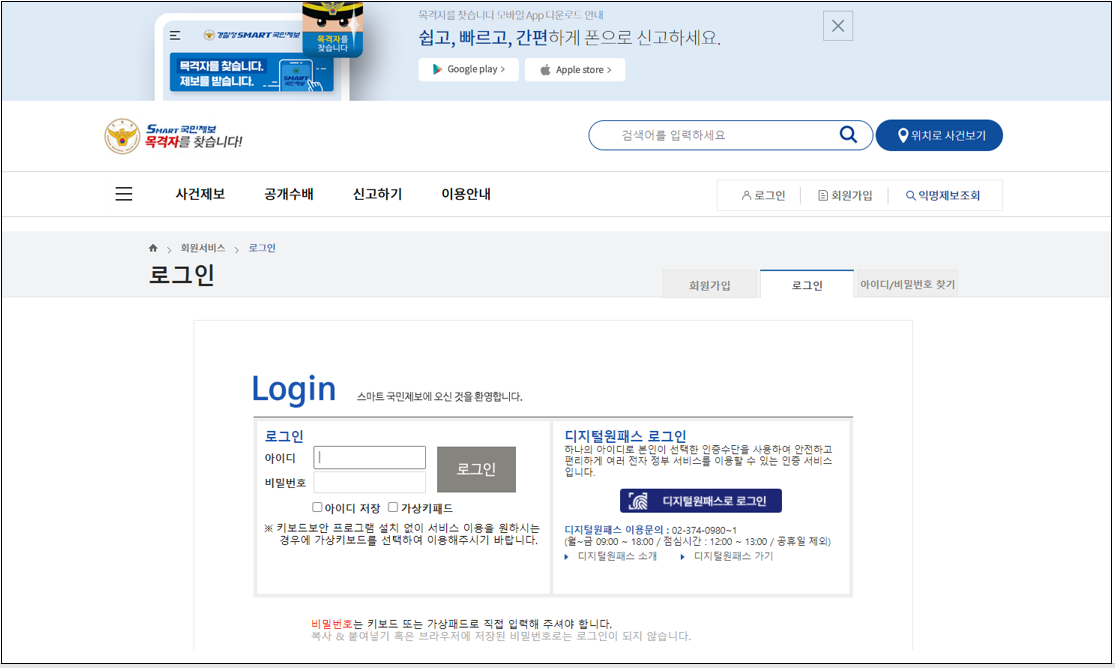 목격자를 찾습니다 모바일 App 다운로드 안내
쉽고, 빠르고, 간편하게 폰으로 신고하세요.
Google play >
Apple store >
경찰청 SMART 국민제보
목격자를 찾습니다.
제보를 받습니다.
SMART
국민제보
목격자를
찾습니다
SMART 국민제보
목격자를 찾습니다!
검색어를 입력하세요
위치로 사건보기
사건제보
공개수배
신고하기
이용안내
로그인
회원가입
익명제보조회
> 회원서비스 > 로그인
로그인
회원가입
로그인
아이디/비밀번호 찾기
Login
스마트 국민제보에 오신 것을 환영합니다.
로그인
아이디
비밀번호
로그인
아이디 저장
가상키패드
※ 키보드보안 프로그램 설치 없이 서비스 이용을 원하시는
경우에 가상키보드를 선택하여 이용해주시기 바랍니다.
디지털원패스 로그인
하나의 아이디로 본인이 선택한 인증수단을 사용하여 안전하고
편리하게 여러 전자 정부 서비스를 이용할 수 있는 인증 서비스
입니다.
디지털원패스로 로그인
디지털원패스 이용문의 : 02-374-0980~1
(월~금 09:00 ~ 18:00 / 점심시간 : 12:00 ~ 13:00 / 공휴일 제외)
디지털원패스 소개
디지털원패스 가기
비밀번호는 키보드 또는 가상패드로 직접 입력해 주셔야 합니다.
복사 & 붙여넣기 혹은 브라우저에 저장된 비밀번호로는 로그인이 되지 않습니다.